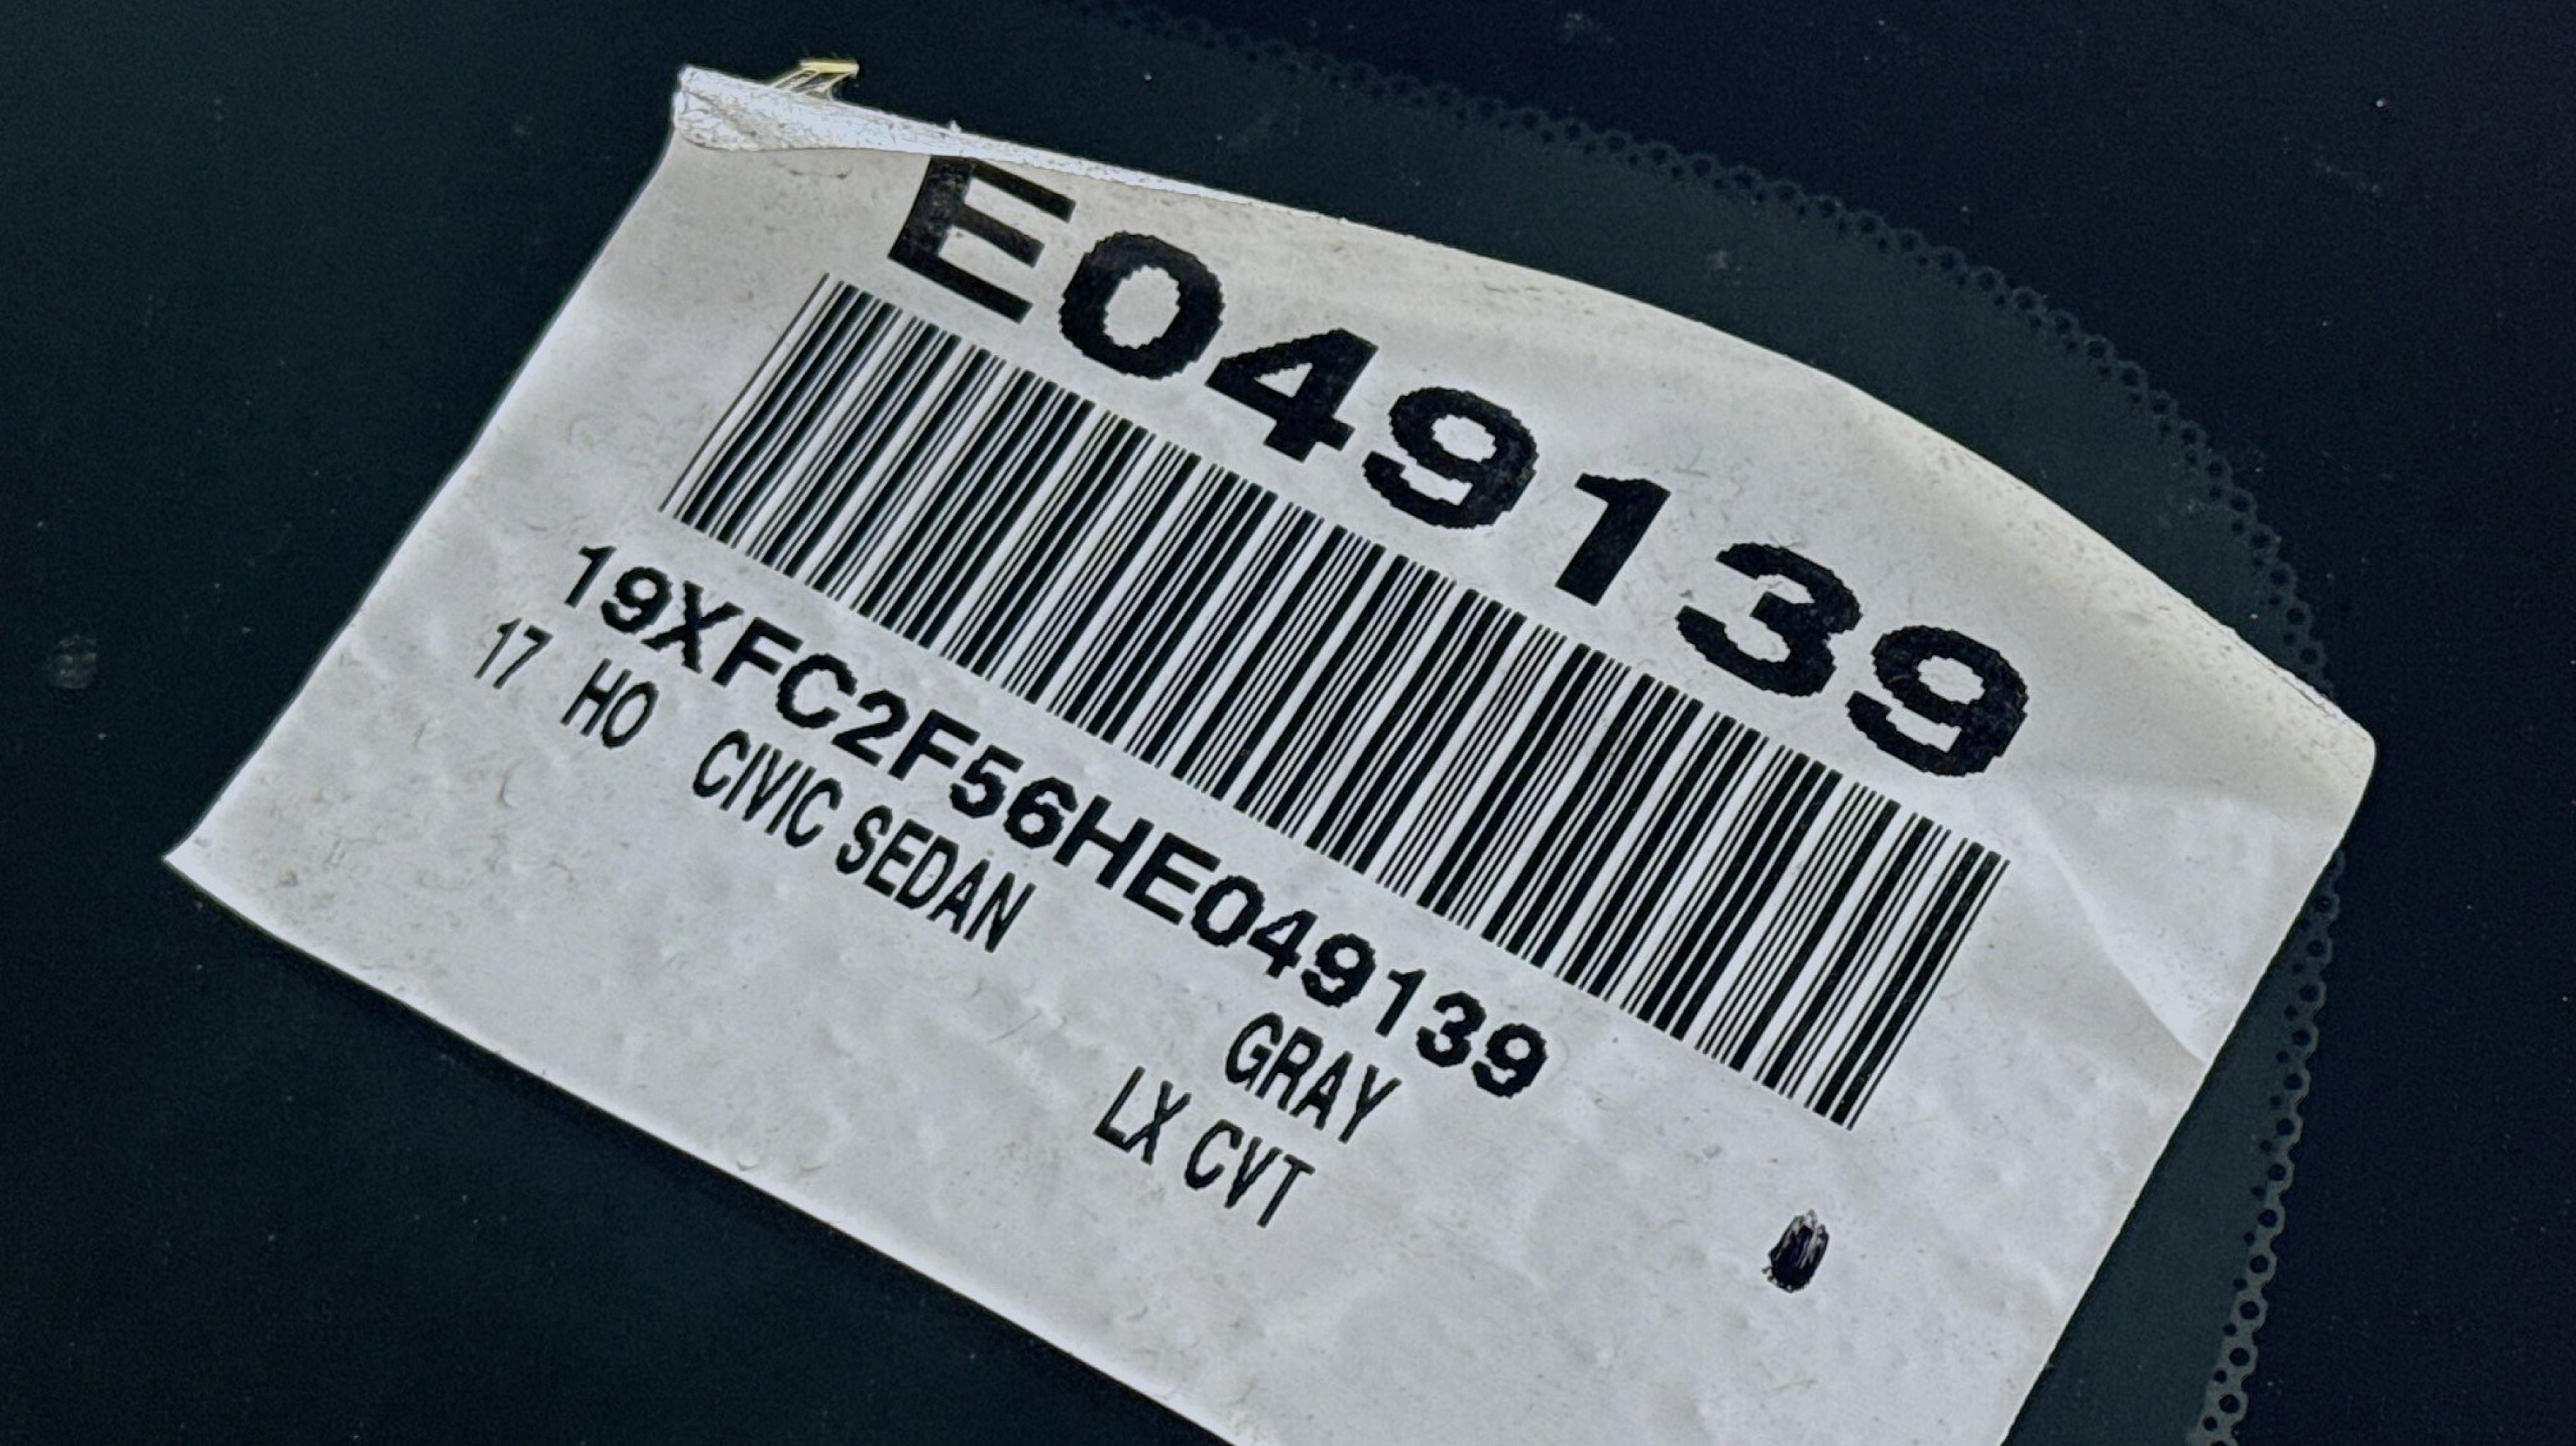 E049139
19XFC2F56HE049139
17 HO CIVIC SEDAN GRAY
LX CVT